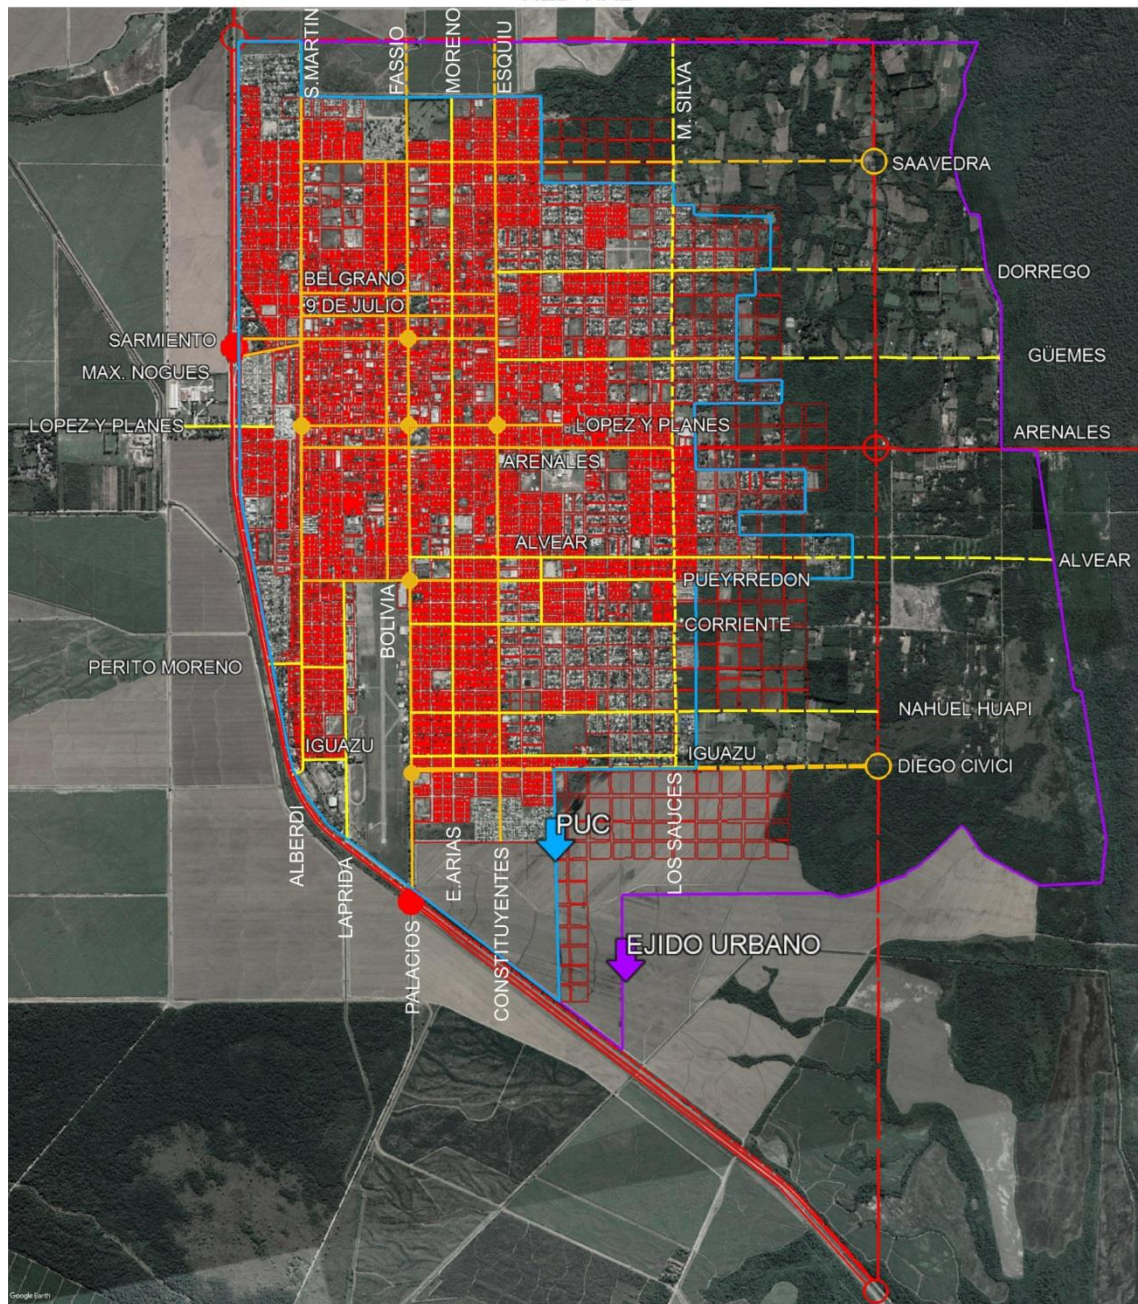 S.MARTIN
FASSIO
MORENO
ESQUIU
M. SILVA
SAAVEDRA
DORREGO
BELGRANO
9 DE JULIO
SARMIENTO
MAX. NOGUES
GÜEMES
LOPEZ Y PLANES
LOPEZ Y PLANES
ARENALES
ARENALES
ALVEAR
ALVEAR
PUEYRREDON
BOLIVIA
CORRIENTE
PERITO MORENO
NAHUEL HUAPI
IGUAZU
IGUAZU
DIEGO CIVICI
ALBERDI
LAPRIDA
PALACIOS
E.ARIAS
CONSTITUYENTES
LOS SAUCES
PUC
EJIDO URBANO
Google Earth